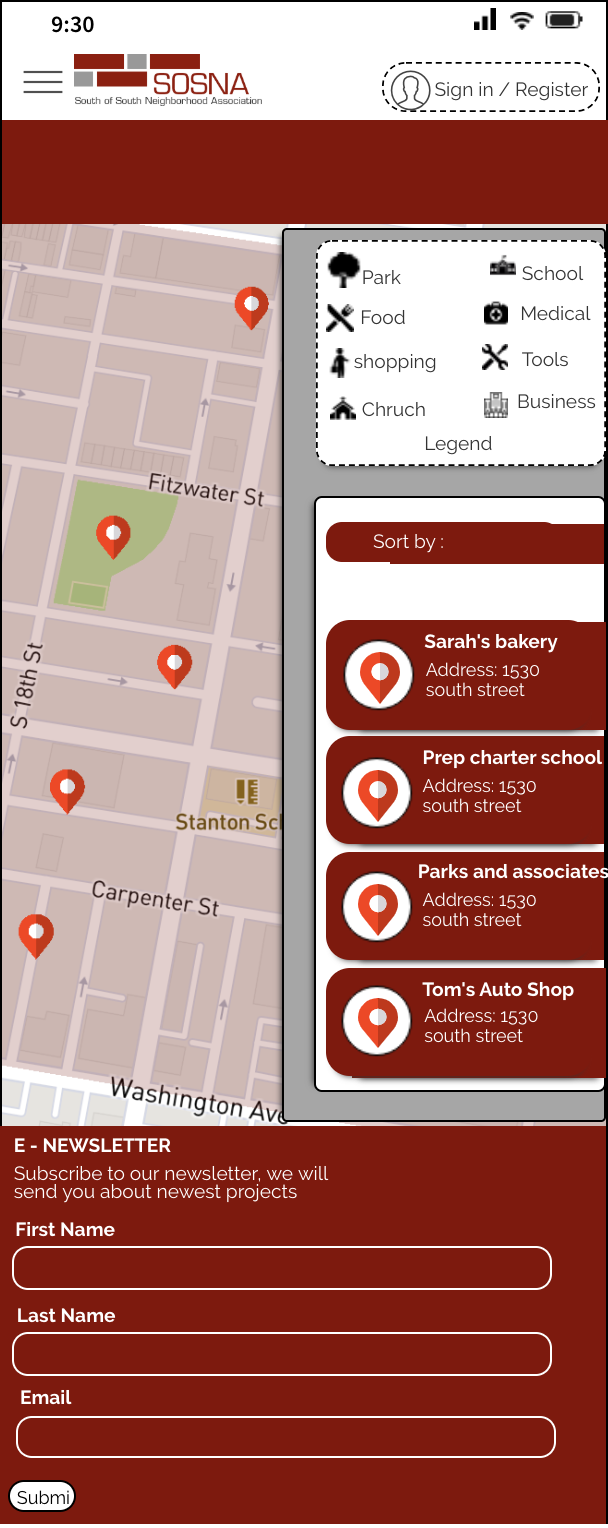 9:30
SOSNA
South of South Neighborhood Association
Sign in / Register
Park
School
Food
Medical
shopping
Tools
Chruch
Business
Legend
Fitzwater St
S 18th St
Stanton Scl
Carpenter St
Washington Ave
Sort by :
Sarah's bakery
Address: 1530
south street
Prep charter school
Address: 1530
south street
Parks and associates
Address: 1530
south street
Tom's Auto Shop
Address: 1530
south street
E - NEWSLETTER
Subscribe to our newsletter, we will
send you about newest projects
First Name
Last Name
Email
Submi